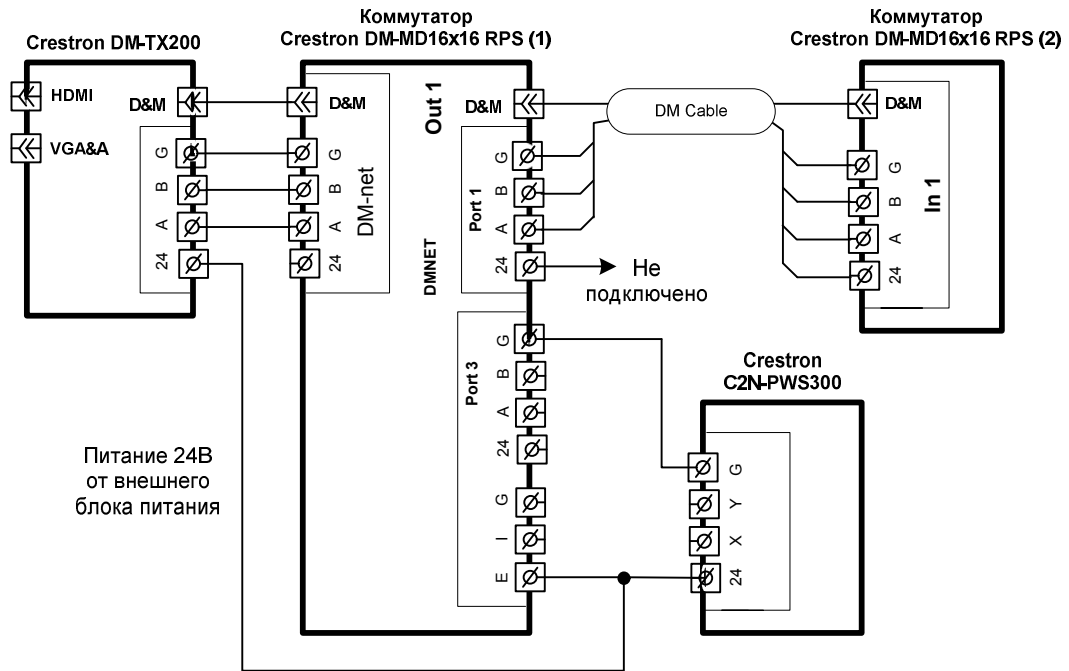 Коммутатор
Crestron DM-MD16x16 RPS (1)
Коммутатор
Crestron DM-MD16x16 RPS (2)
Crestron DM-TX200
HDMI
VGA&A
D&M
G
B
A
24
D&M
G
B
A
24
DM-net
Out 1
D&M
G
B
A
24
Port 1
DMNET
Port 3
G
B
A
24
G
I
E
DM Cable
Не
подключено
D&M
G
B
A
24
In 1
Crestron
C2N-PWS300
G
Y
X
24
Питание 24В
от внешнего
блока питания